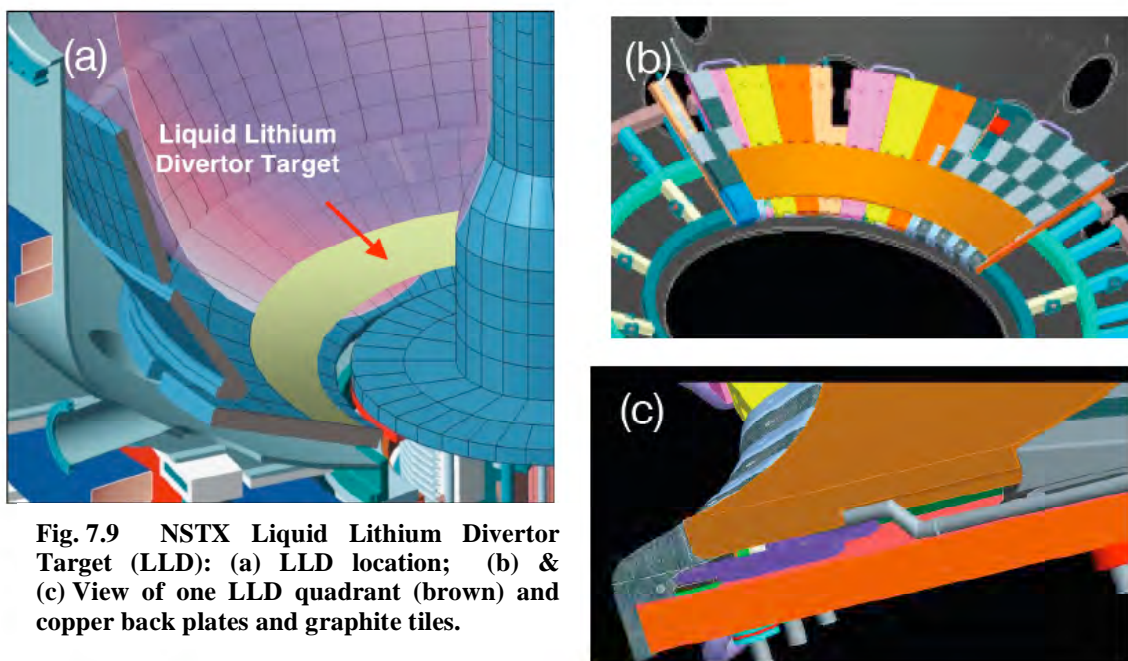 (a)
Liquid Lithium
Divertor Target
(b)
(c)
Fig. 7.9 NSTX Liquid Lithium Divertor
Target (LLD): (a) LLD location; (b) &
(c) View of one LLD quadrant (brown) and
copper back plates and graphite tiles.